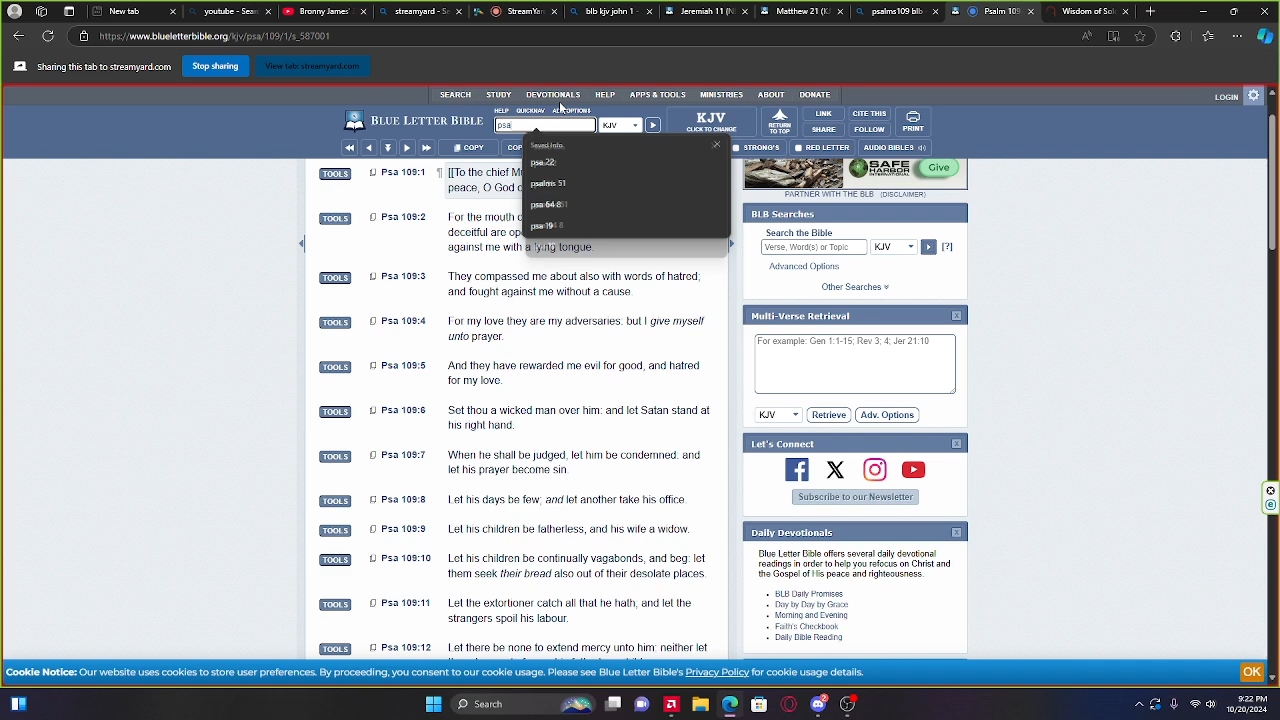 New tab
youtube - Sea
YouTube
streamyard - Se
StreamYar
blb kjv john 1 -
Jeremiah 11 (N
Matthew 21 (KJ
psalms109 blb
Psalm 109
Wisdom of Solo
https://www.blueletterbible.org/kjv/psa/109/1/s_587001
Sharing this tab to streamyard.com
Stop sharing
View tab: streamyard.com
SEARCH STUDY DEVOTIONALS HELP APPS & TOOLS MINISTRIES ABOUT DONATE
LOGIN
HELP QUICKNAV
BLUE LETTER BIBLE
psa
KJV
KJV
CLICK TO CHANGE
RETURN
TO TOP
LINK
SHARE
CITE THIS
FOLLOW
PRINT
COPY
STRONG'S
RED LETTER
AUDIO BIBLES
Saved Info.
psa 22
psalms 51
psa 64 8
psa 19
TOOLS Psa 109:1 ¶ [[To the chief Mu
peace, O God o
TOOLS Psa 109:2 For the mouth o
deceitful are op
against me with a lying tongue.
TOOLS Psa 109:3 They compassed me about also with words of hatred;
and fought against me without a cause.
TOOLS Psa 109:4 For my love they are my adversaries: but I give myself
unto prayer.
TOOLS Psa 109:5 And they have rewarded me evil for good, and hatred
for my love.
TOOLS Psa 109:6 Set thou a wicked man over him: and let Satan stand at
his right hand.
TOOLS Psa 109:7 When he shall be judged, let him be condemned: and
let his prayer become sin.
TOOLS Psa 109:8 Let his days be few; and let another take his office.
TOOLS Psa 109:9 Let his children be fatherless, and his wife a widow.
TOOLS Psa 109:10 Let his children be continually vagabonds, and beg: let
them seek their bread also out of their desolate places.
TOOLS Psa 109:11 Let the extortioner catch all that he hath; and let the
strangers spoil his labour.
TOOLS Psa 109:12 Let there be none to extend mercy unto him: neither let
SAFE
HARBOR
INTERNATIONAL
Give
PARTNER WITH THE BLB (DISCLAIMER)
BLB Searches
Search the Bible
Verse, Word(s) or Topic
KJV
[?]
Advanced Options
Other Searches
Multi-Verse Retrieval
For example: Gen 1:1-15; Rev 3; 4; Jer 21:10
KJV
Retrieve
Adv. Options
Let's Connect
Subscribe to our Newsletter
Daily Devotionals
Blue Letter Bible offers several daily devotional
readings in order to help you refocus on Christ and
the Gospel of His peace and righteousness.
BLB Daily Promises
Day by Day by Grace
Morning and Evening
Faith's Checkbook
Daily Bible Reading
Cookie Notice: Our website uses cookies to store user preferences. By proceeding, you consent to our cookie usage. Please see Blue Letter Bible's Privacy Policy for cookie usage details.
OK
Search
9:22 PM
10/20/2024